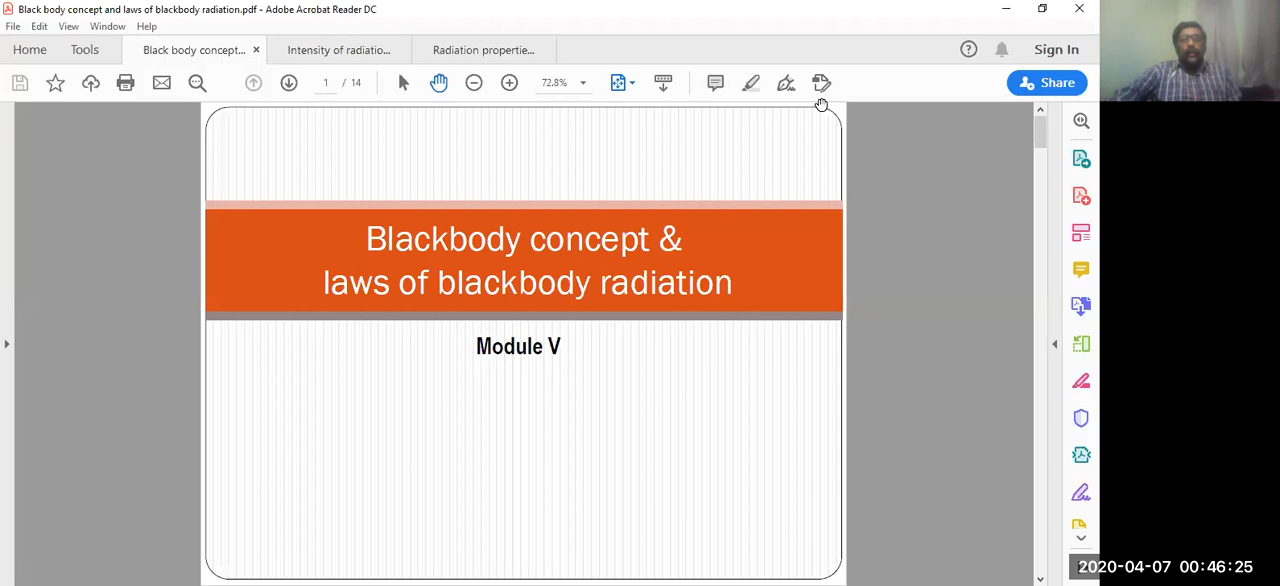 Black body concept and laws of blackbody radiation.pdf - Adobe Acrobat Reader DC
File Edit View Window Help
Home Tools Black body concept... × Intensity of radiatio... Radiation propertie... Sign In
1 / 14 72.8% Share
Blackbody concept &
laws of blackbody radiation
Module V
2020-04-07 00:46:25